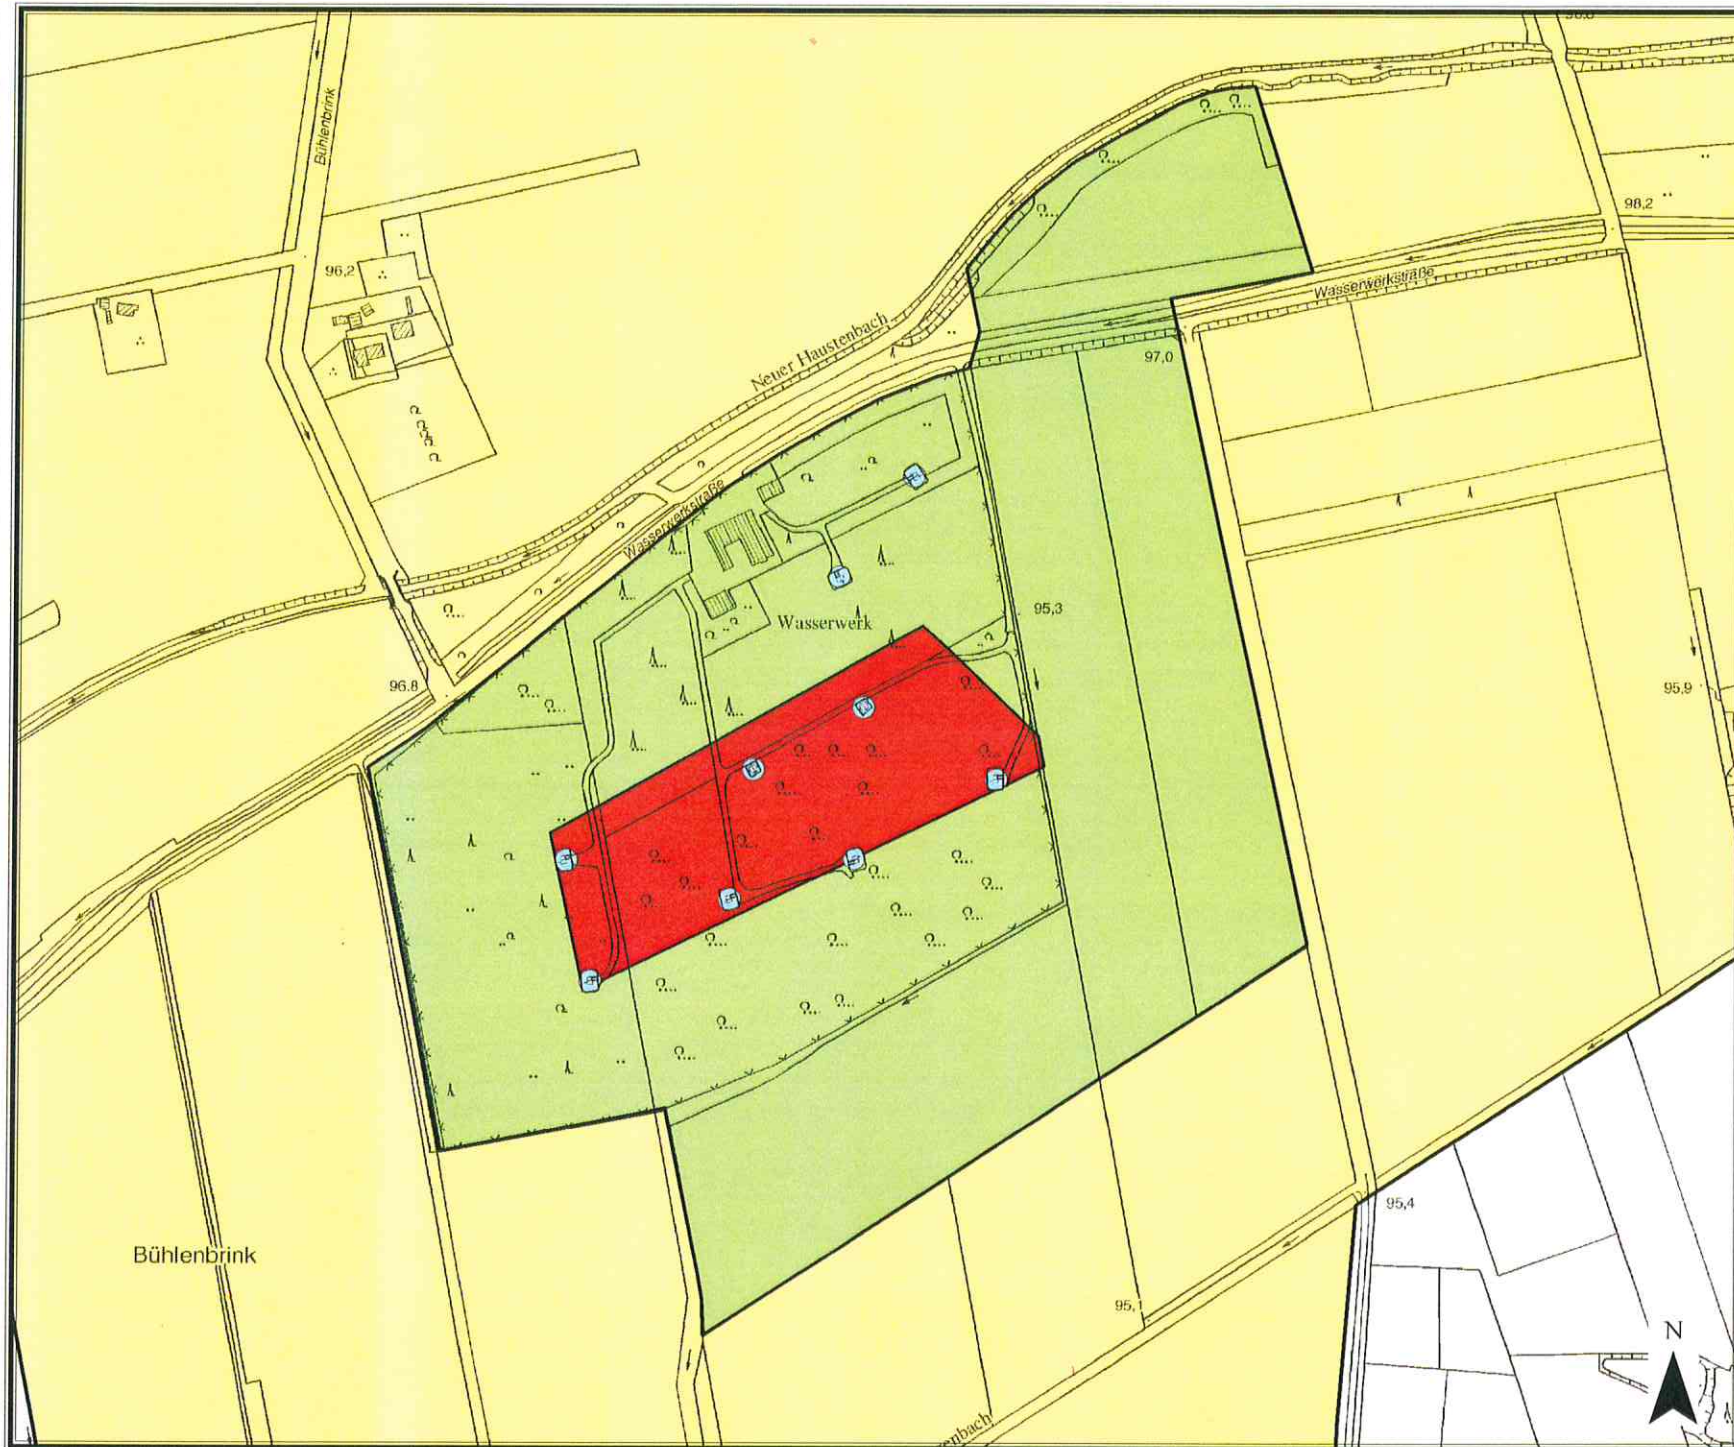 Bühlenbrink
98,2
96,2
Wasserwerkstraße
Neuer Haustenbach
97,0
Wasserwerkstraße
95,3
Wasserwerk
96.8
95,9
95,4
Bühlenbrink
95,1
N